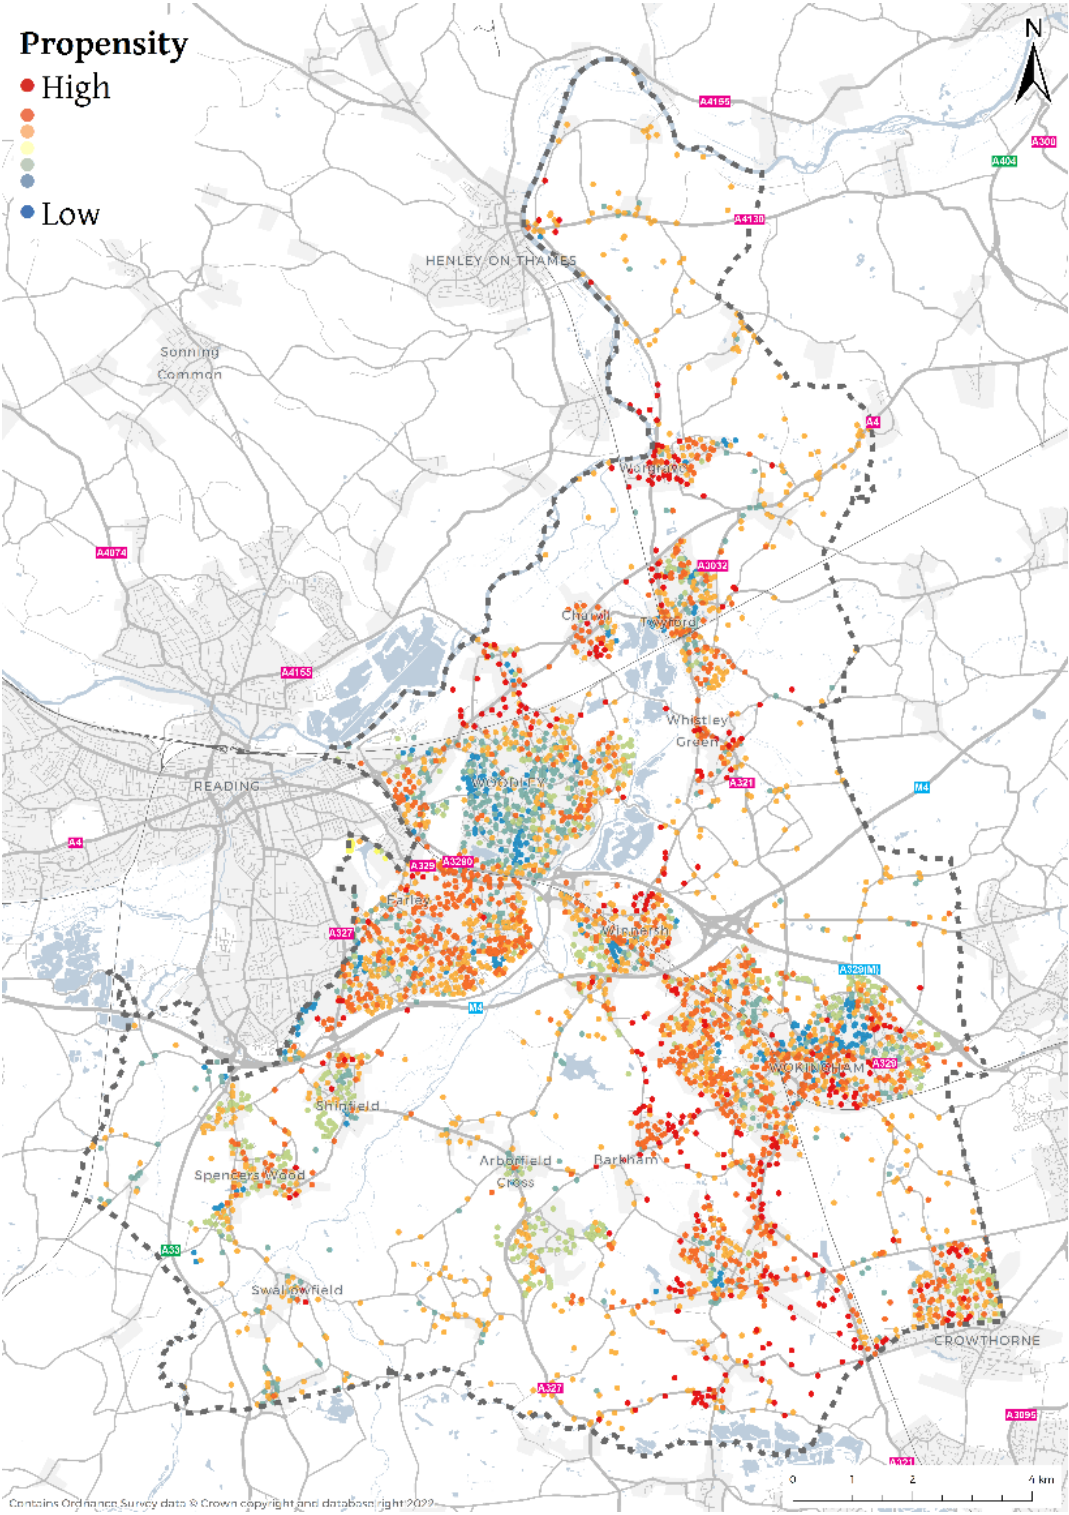 Propensity
High
Low
N
A4155
A308
A404
A4130
HENLEY ON THAMES
Sonning
Common
A4
Wargrave
A4074
A3032
Charvil
Twyford
A4155
Whistley
Green
WOODLEY
READING
A321
M4
A4
A329
A3290
Earley
A327
Winnersh
A329(M)
M4
WOKINGHAM
A329
Shinfield
Arborfield
Cross
Barkham
Spencers Wood
A33
Swallowfield
CROWTHORNE
A327
A3095
A321
0 1 2 4 km
Contains Ordnance Survey data © Crown copyright and database right 2022